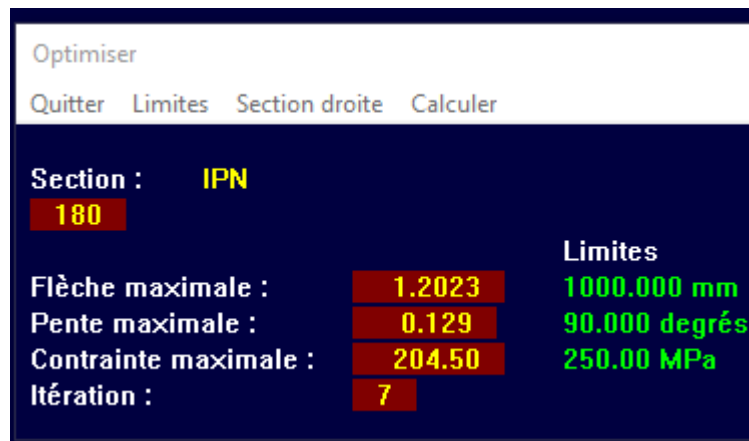 Optimiser
Quitter Limites Section droite Calculer
Section : IPN
180
Limites
Flèche maximale : 1.2023 1000.000 mm
Pente maximale : 0.129 90.000 degrés
Contrainte maximale : 204.50 250.00 MPa
Itération : 7